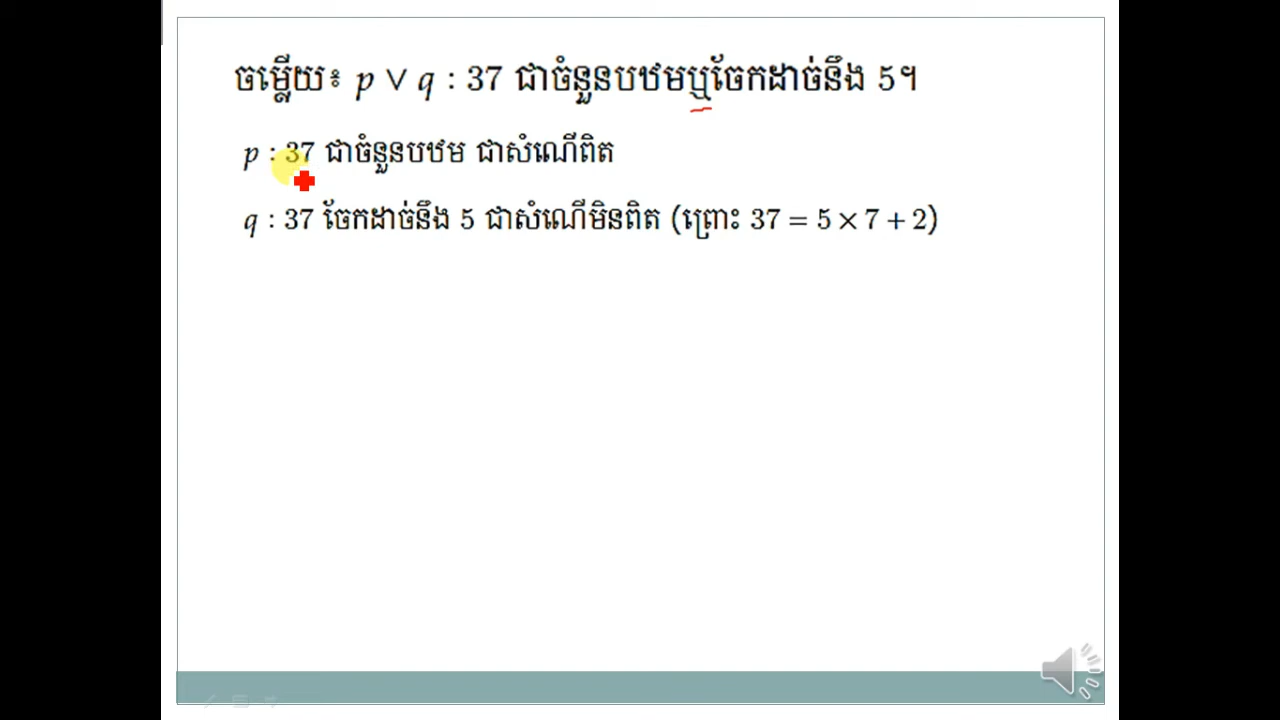 ចម្លើយ៖ p ∨ q : 37 ជាចំនួនបឋមឬចែកដាច់នឹង 5។
p : 37 ជាចំនួនបឋម ជាសំណើពិត
q : 37 ចែកដាច់នឹង 5 ជាសំណើមិនពិត (ព្រោះ 37 = 5 × 7 + 2)